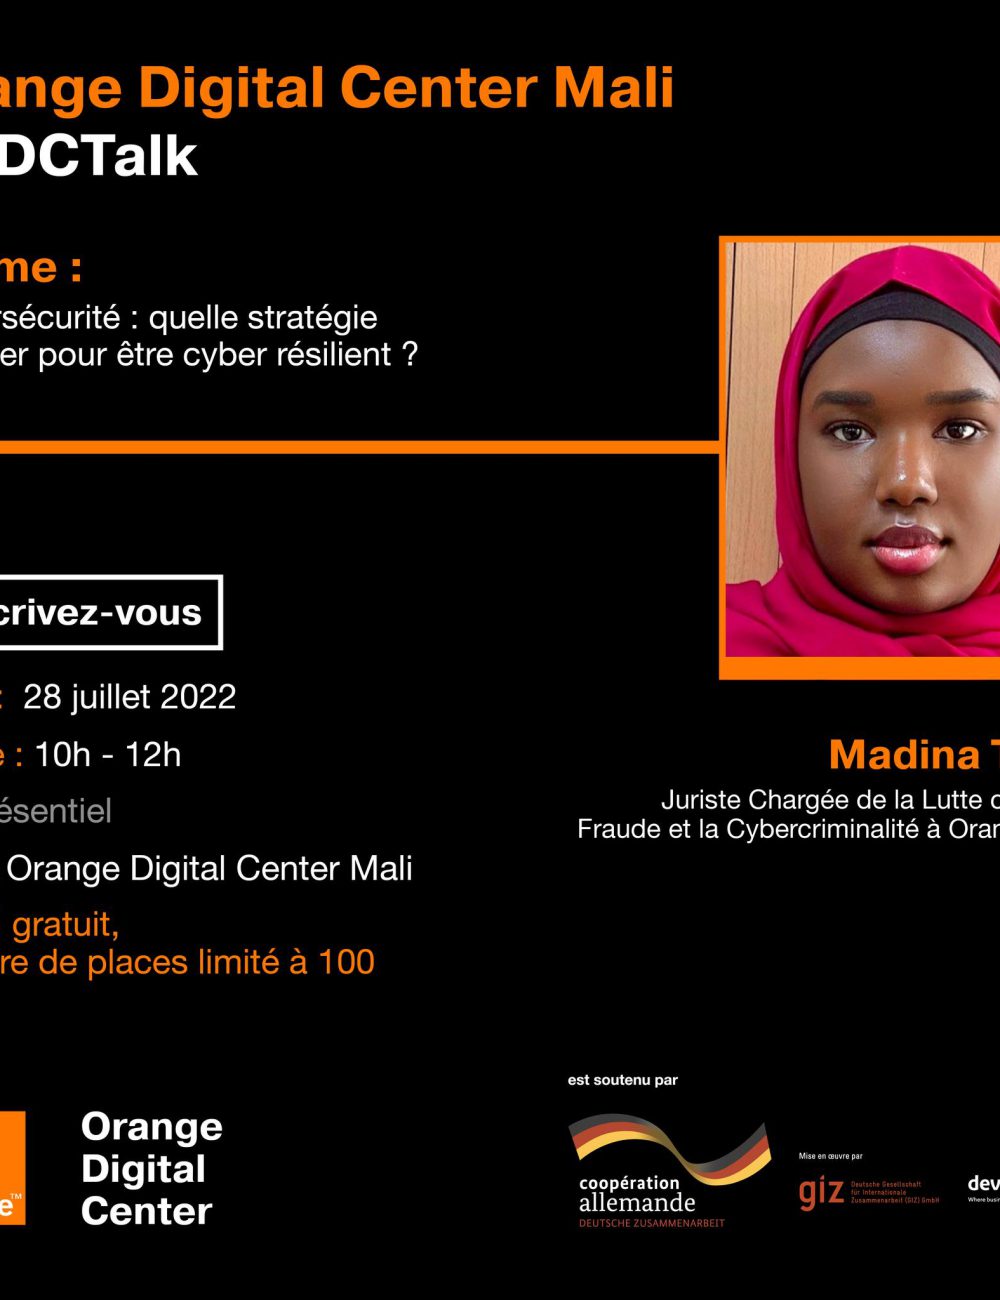 ange Digital Center Mali
DCTalk
me :
rsécurité : quelle stratégie
er pour être cyber résilient ?
crivez-vous
: 28 juillet 2022
e : 10h - 12h
ésentiel
Orange Digital Center Mali
gratuit,
re de places limité à 100
Madina T
Juriste Chargée de la Lutte c
Fraude et la Cybercriminalité à Oran
est soutenu par
coopération
allemande
DEUTSCHE ZUSAMMENARBEIT
Mise en œuvre par
giz
Deutsche Gesellschaft
für Internationale
Zusammenarbeit (GIZ) GmbH
dev
Where busin
e™
Orange
Digital
Center